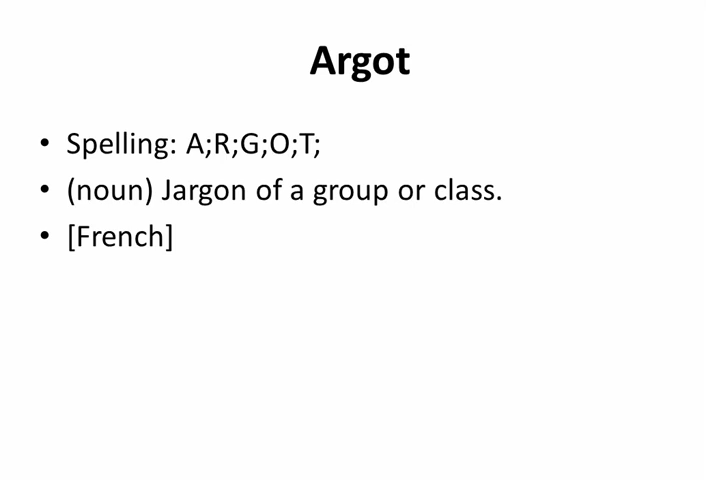 Argot
• Spelling: A;R;G;O;T;
• (noun) Jargon of a group or class.
• [French]